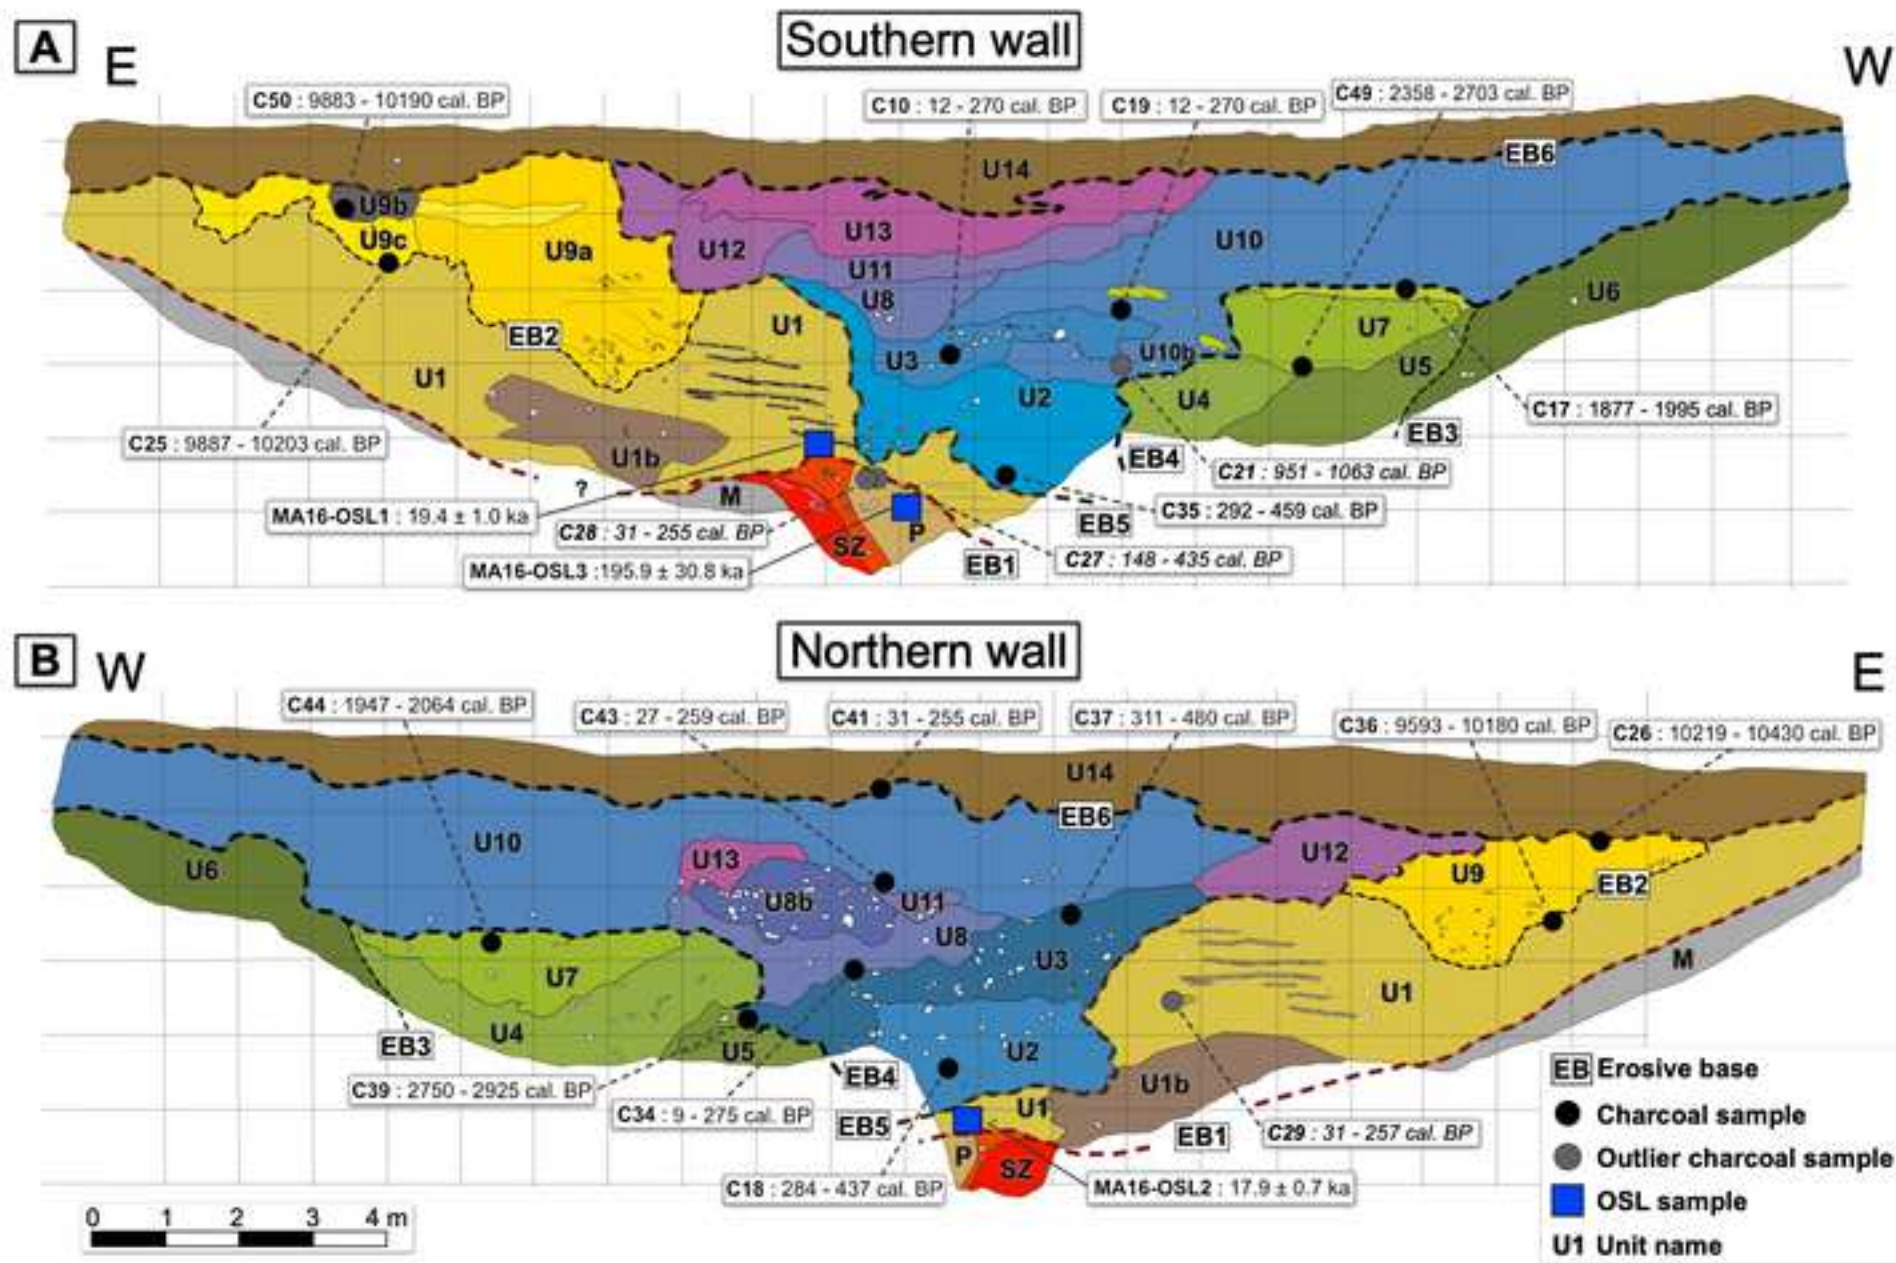 A
E
Southern wall
W
C50 : 9883 - 10190 cal. BP
C10 : 12 - 270 cal. BP
C19 : 12 - 270 cal. BP
C49 : 2358 - 2703 cal. BP
EB6
U14
U9b
U9c
U9a
U12
U13
U11
U8
U10
U6
U1
U7
EB2
U3
U10b
U5
U1
U2
U4
C17 : 1877 - 1995 cal. BP
C25 : 9887 - 10203 cal. BP
EB3
U1b
EB4
C21 : 951 - 1063 cal. BP
?
M
MA16-OSL1 : 19.4 ± 1.0 ka
C35 : 292 - 459 cal. BP
EB5
C28 : 31 - 255 cal. BP
P
SZ
EB1
C27 : 148 - 435 cal. BP
MA16-OSL3 :195.9 ± 30.8 ka
B
W
Northern wall
E
C44 : 1947 - 2064 cal. BP
C43 : 27 - 259 cal. BP
C41 : 31 - 255 cal. BP
C37 : 311 - 480 cal. BP
C36 : 9593 - 10180 cal. BP
C26 : 10219 - 10430 cal. BP
U14
EB6
U10
U13
U12
U6
U9
EB2
U8b
U11
U8
U3
M
U7
U1
U4
EB3
U5
U2
EB4
U1b
C39 : 2750 - 2925 cal. BP
C34 : 9 - 275 cal. BP
U1
EB5
EB1
C29 : 31 - 257 cal. BP
P
SZ
C18 : 284 - 437 cal. BP
MA16-OSL2 : 17.9 ± 0.7 ka
EB Erosive base
Charcoal sample
Outlier charcoal sample
OSL sample
U1 Unit name
0 1 2 3 4 m